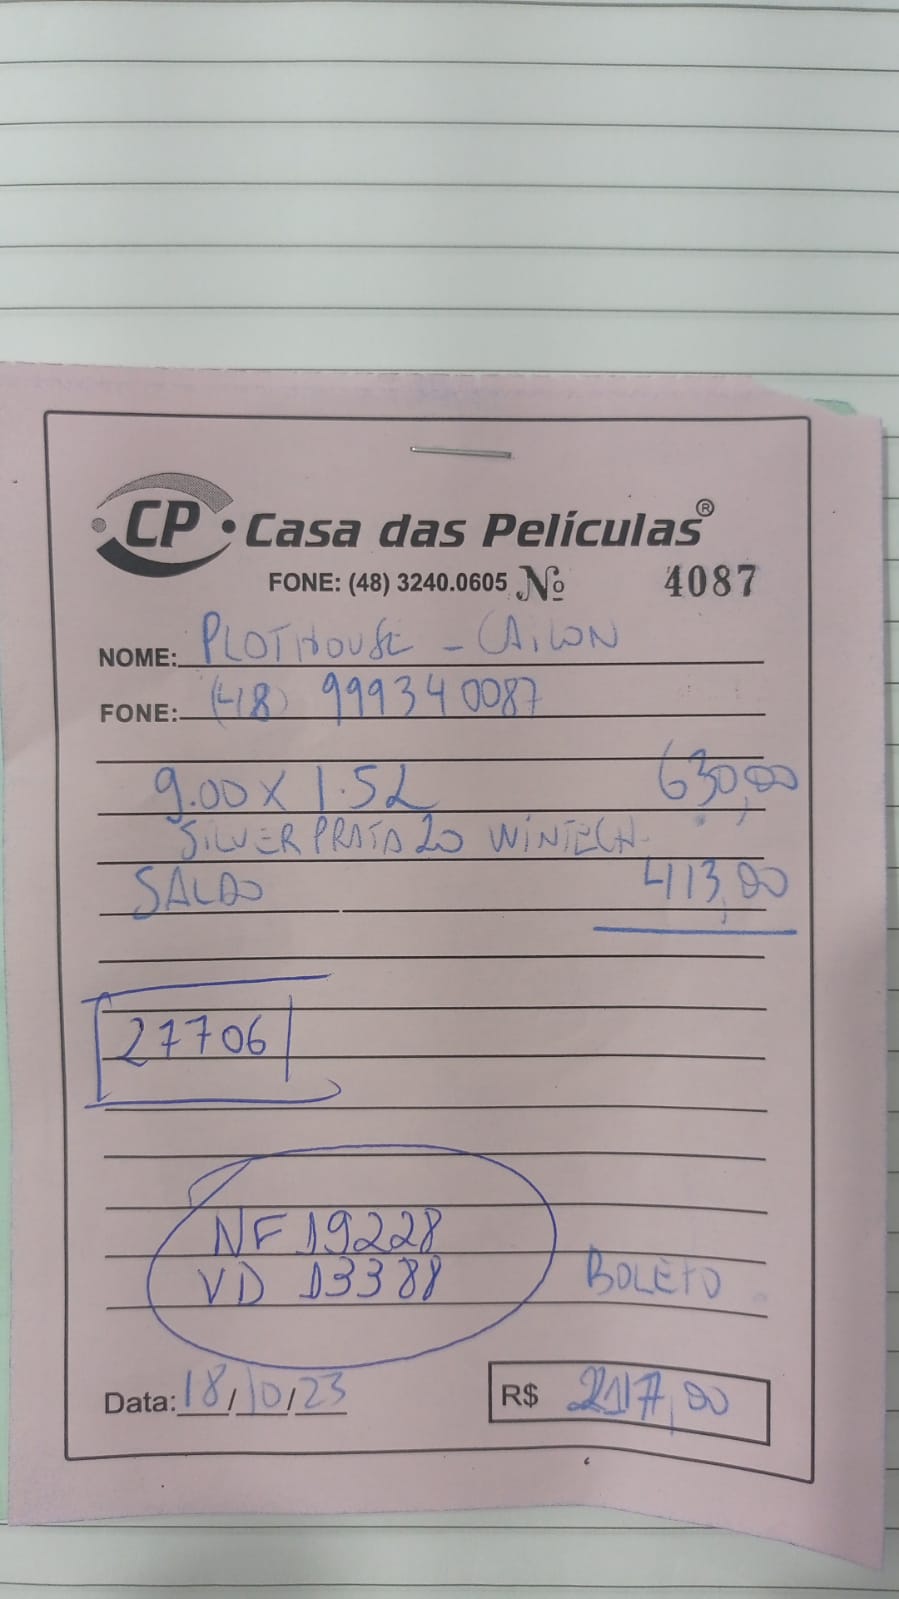 CP Casa das Películas®
FONE: (48) 3240.0605 Nº 4087
NOME: PLOTHOUSE - CAILON
FONE: (48) 999340087
9.00 X 1.52 630,00
SILVER PRATA 20 WINTECH
SALDO 413,00
27706
NF 19228
VD 13388
BOLETO
Data: 18/10/23 R$ 217,00